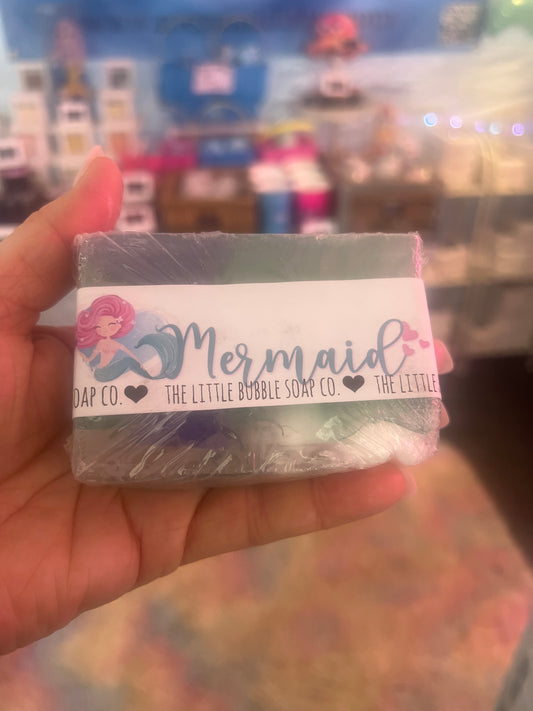 Mermaid
OAP CO.♥ THE LITTLE BUBBLE SOAP CO.♥ THE LITTLE